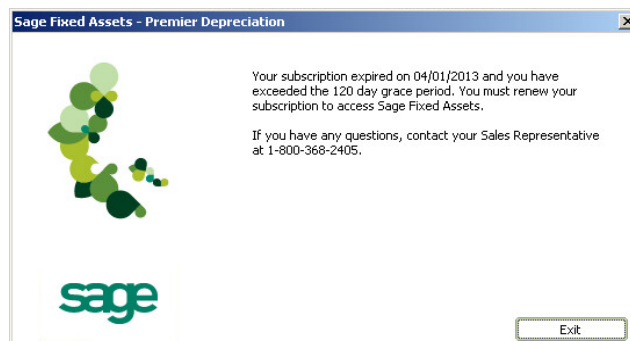 Sage Fixed Assets - Premier Depreciation
Your subscription expired on 04/01/2013 and you have
exceeded the 120 day grace period. You must renew your
subscription to access Sage Fixed Assets.
If you have any questions, contact your Sales Representative
at 1-800-368-2405.
sage
Exit